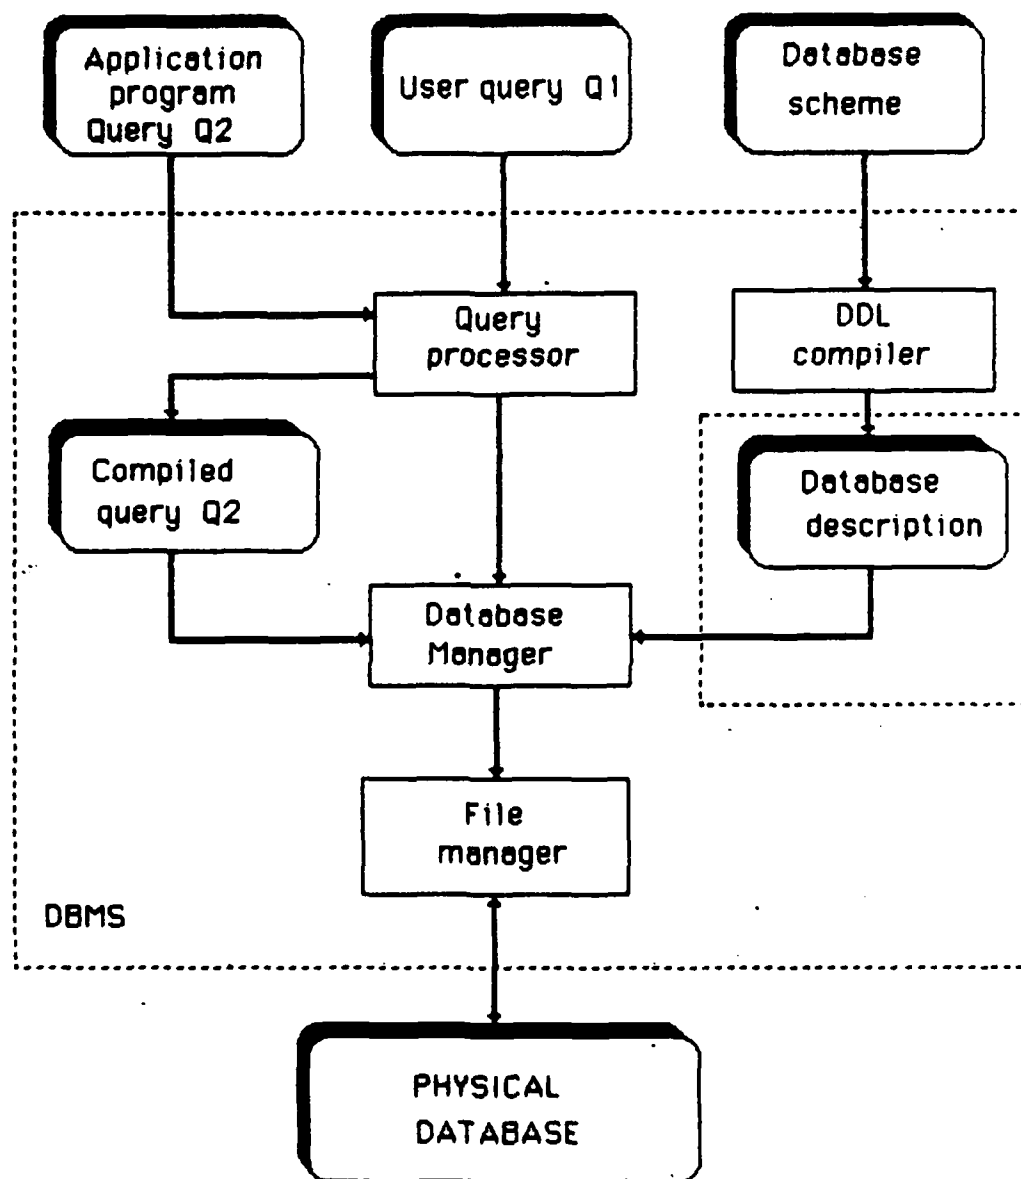 Application
program
Query Q2
User query Q1
Database
scheme
Query
processor
DDL
compiler
Compiled
query Q2
Database
description
Database
Manager
File
manager
DBMS
PHYSICAL
DATABASE